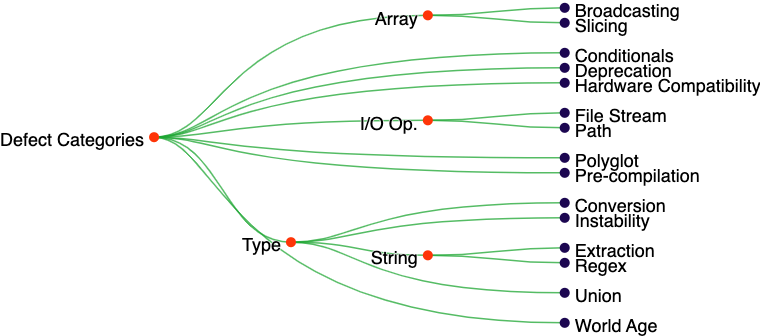 Array
Broadcasting
Slicing
Conditionals
Deprecation
Hardware Compatibility
I/O Op.
File Stream
Path
Defect Categories
Polyglot
Pre-compilation
Type
Conversion
Instability
String
Extraction
Regex
Union
World Age